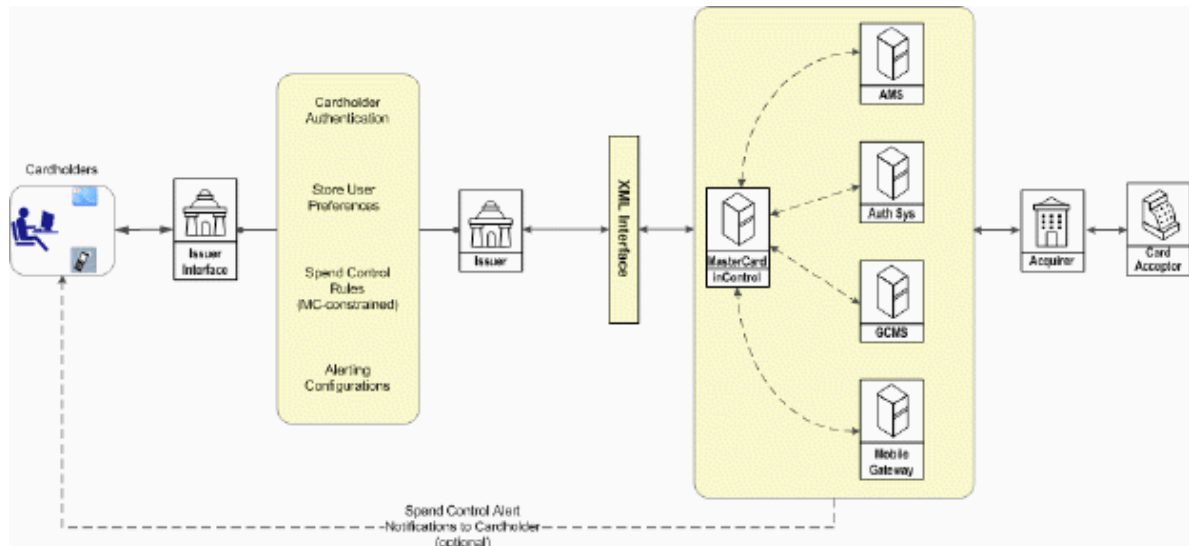 Cardholders
Issuer
Interface
Cardholder
Authentication
Store User
Preferences
Spend Control
Rules
(MC-constrained)
Alerting
Configurations
Issuer
XML Interface
MasterCard
inControl
AMS
Auth Sys
GCMS
Mobile
Gateway
Acquirer
Card
Acceptor
Spend Control Alert
Notifications to Cardholder
(optional)